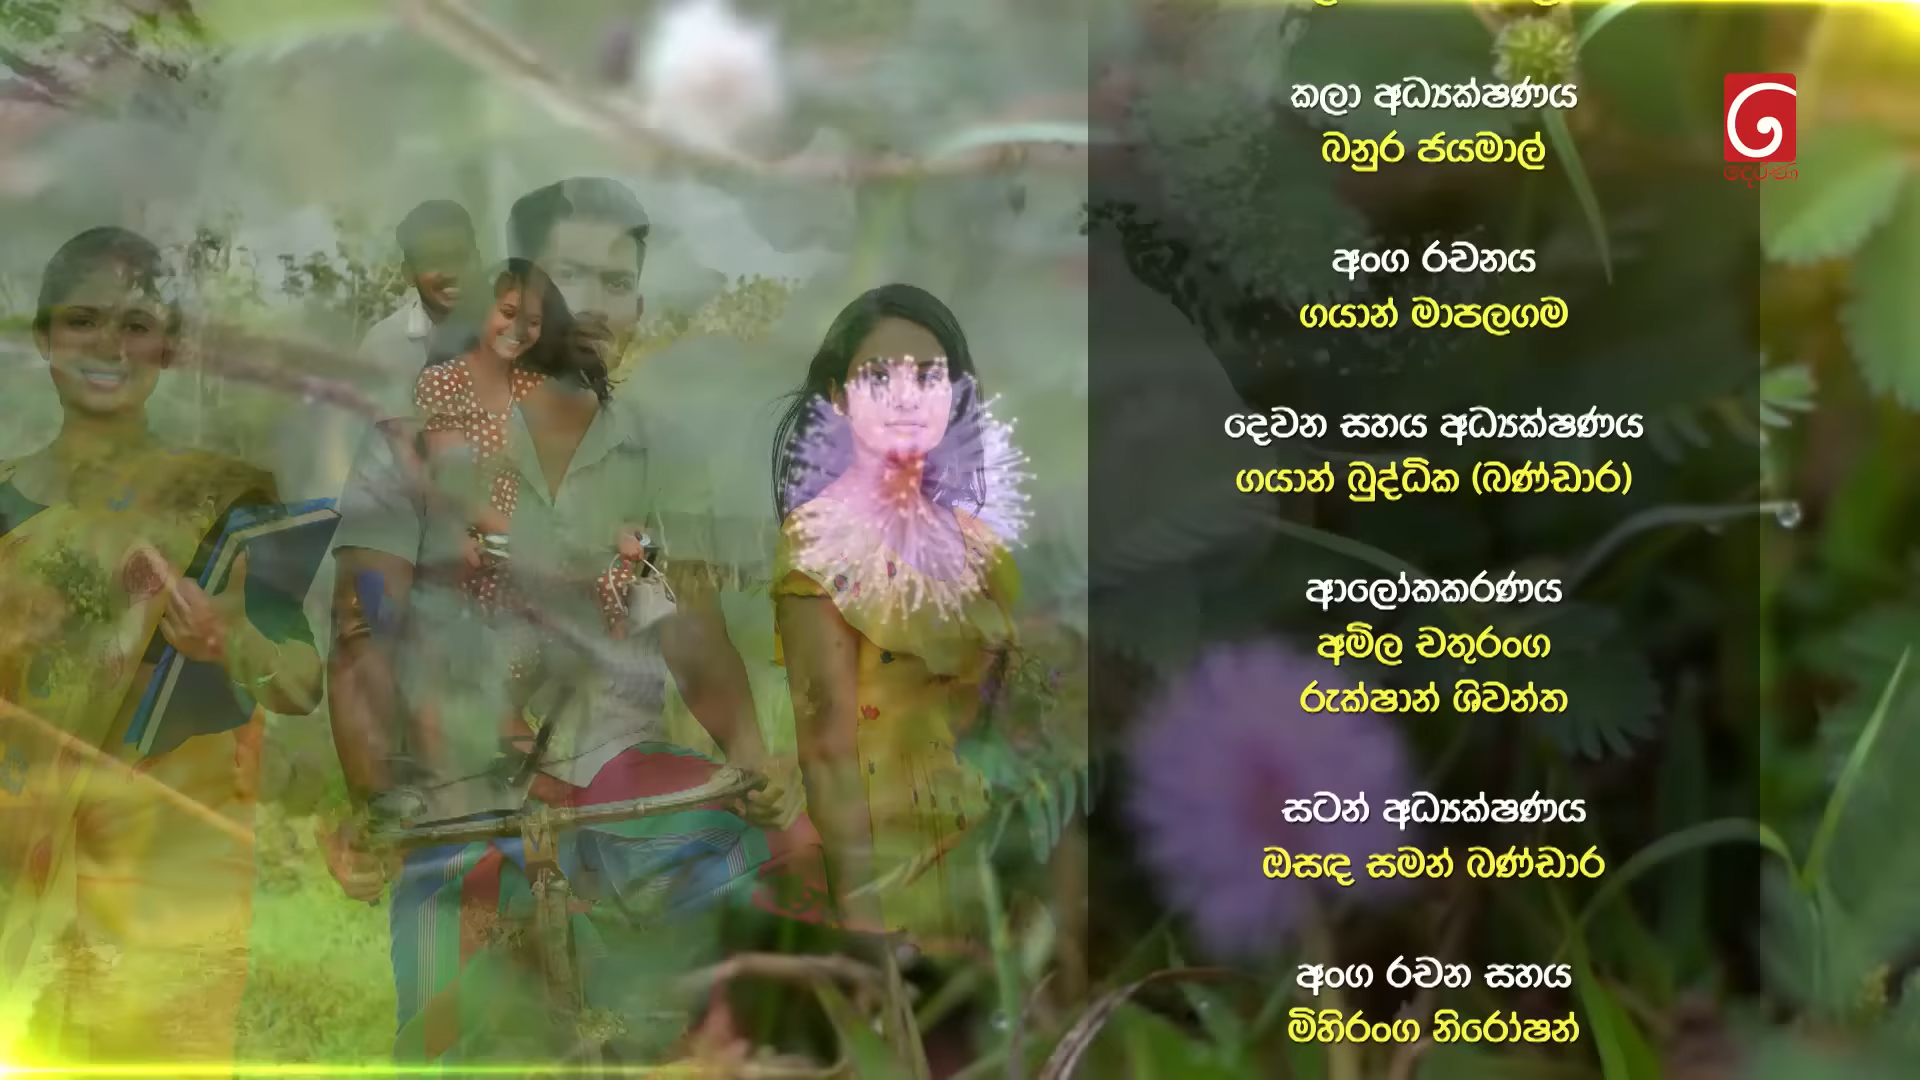 කලා අධ්‍යක්ෂණය
බනුර ජයමාල්
දෙරණ
අංග රචනය
ගයාන් මාපලගම
දෙවන සහය අධ්‍යක්ෂණය
ගයාන් බුද්ධික (බණ්ඩාර)
ආලෝකකරණය
අමිල චතුරංග
රුක්ෂාන් ශිවන්ත
සටන් අධ්‍යක්ෂණය
ඔසඳ සමන් බණ්ඩාර
අංග රචන සහය
මිහිරංග නිරෝෂන්